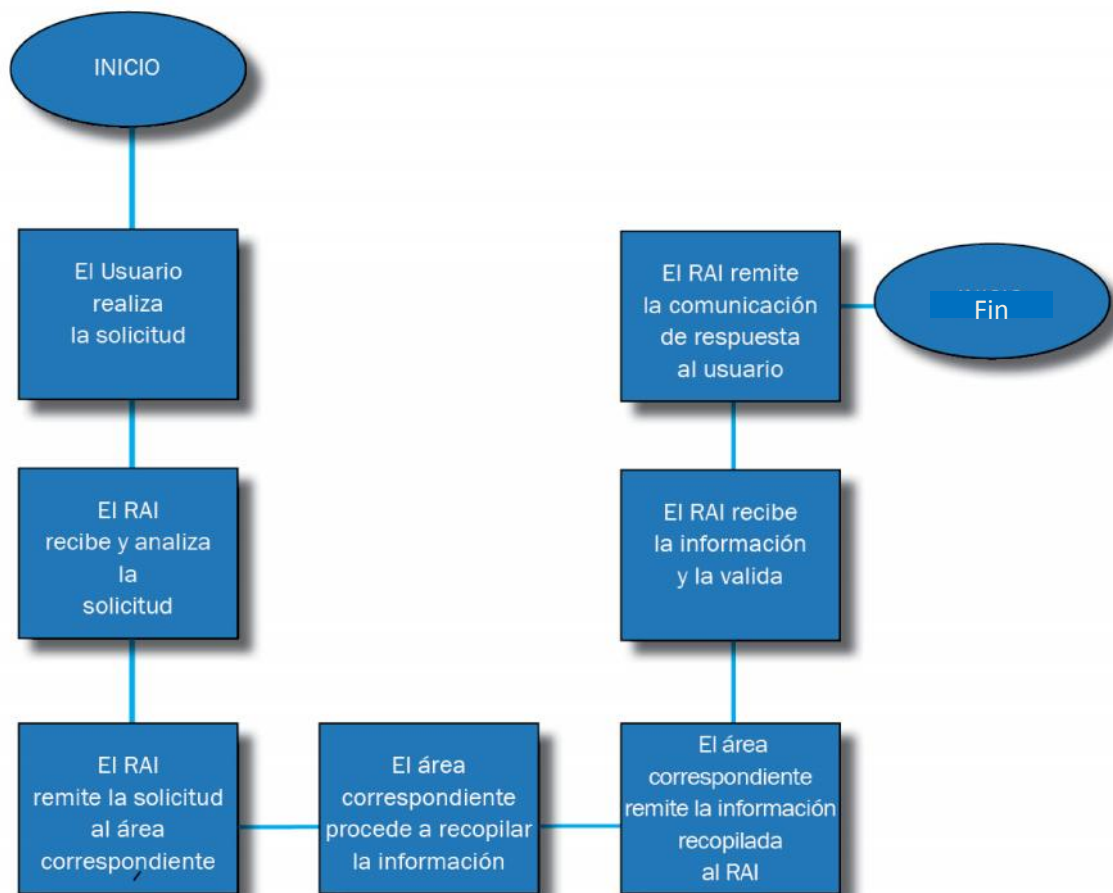 INICIO
El Usuario
realiza
la solicitud
El RAI
recibe y analiza
la
solicitud
El RAI
remite la solicitud
al área
correspondiente
El área
correspondiente
procede a recopilar
la información
El área
correspondiente
remite la información
recopilada
al RAI
El RAI recibe
la información
y la valida
El RAI remite
la comunicación
de respuesta
al usuario
Fin